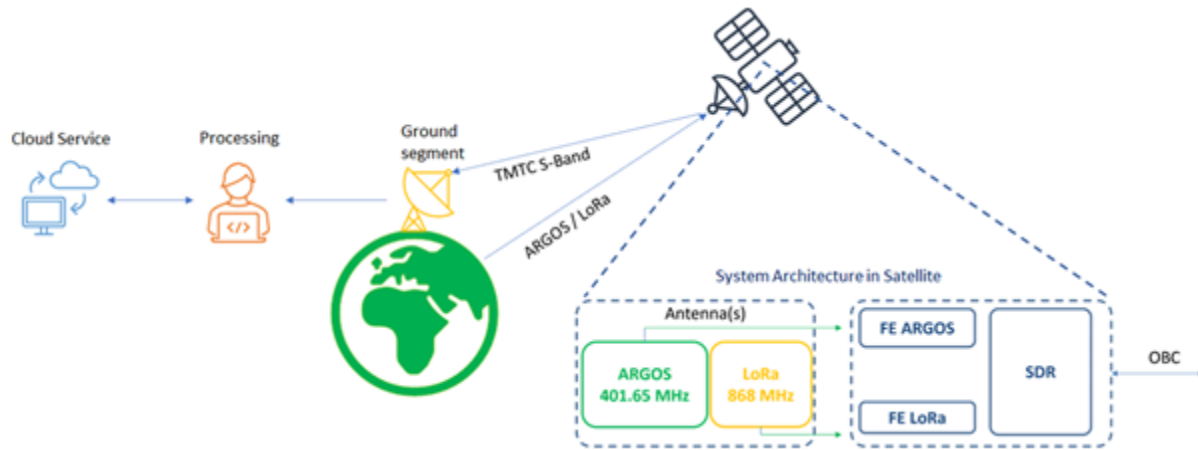 Cloud Service
Processing
Ground
segment
TMTC S-Band
ARGOS / LoRa
</>
System Architecture in Satellite
Antenna(s)
ARGOS
401.65 MHz
LoRa
868 MHz
FE ARGOS
FE LoRa
SDR
OBC